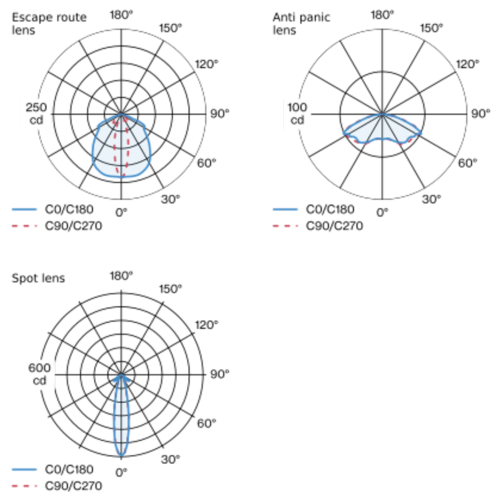 Escape route
lens
180°
150°
120°
250
cd
90°
60°
30°
0°
C0/C180
C90/C270
Anti panic
lens
180°
150°
120°
100
cd
90°
60°
30°
0°
C0/C180
C90/C270
Spot lens
180°
150°
120°
600
cd
90°
60°
30°
0°
C0/C180
C90/C270